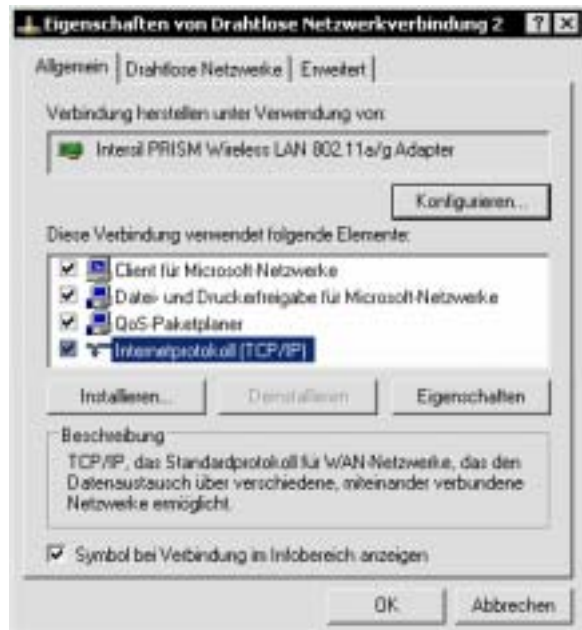 Eigenschaften von Drahtlose Netzwerkverbindung 2
Allgemein Drahtlose Netzwerke Erweitert
Verbindung herstellen unter Verwendung von:
Intersil PRISM Wireless LAN 802.11a/g Adapter
Konfigurieren...
Diese Verbindung verwendet folgende Elemente:
Client für Microsoft-Netzwerke
Datei- und Druckerfreigabe für Microsoft-Netzwerke
QoS-Paketplaner
Internetprotokoll (TCP/IP)
Installieren... Deinstallieren Eigenschaften
Beschreibung
TCP/IP, das Standardprotokoll für WAN-Netzwerke, das den
Datenaustausch über verschiedene, miteinander verbundene
Netzwerke ermöglicht.
Symbol bei Verbindung im Infobereich anzeigen
OK Abbrechen